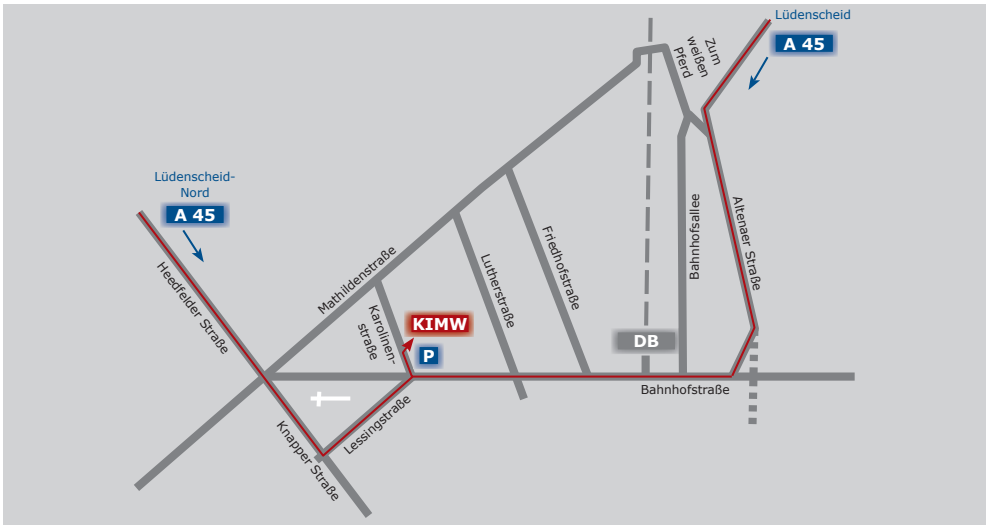 Lüdenscheid
A 45
Zum
weißen
Pferd
Lüdenscheid-
Nord
A 45
Heedfelder Straße
Mathildenstraße
Karolinen-
straße
KIMW
P
Lutherstraße
Friedhofstraße
Bahnhofsallee
Altenaer Straße
DB
Bahnhofstraße
Lessingstraße
Knapper Straße